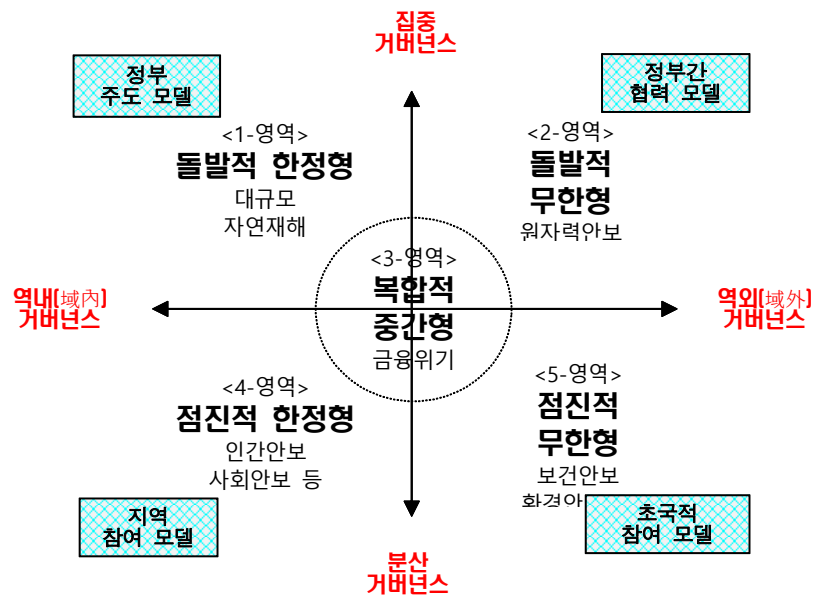 집중
거버넌스
정부
주도 모델
정부간
협력 모델
<1-영역>
돌발적 한정형
대규모
자연재해
<2-영역>
돌발적
무한형
원자력안보
<3-영역>
복합적
중간형
금융위기
역내(域內)
거버넌스
역외(域外)
거버넌스
<4-영역>
점진적 한정형
인간안보
사회안보 등
<5-영역>
점진적
무한형
보건안보
지역
참여 모델
초국적
참여 모델
분산
거버넌스